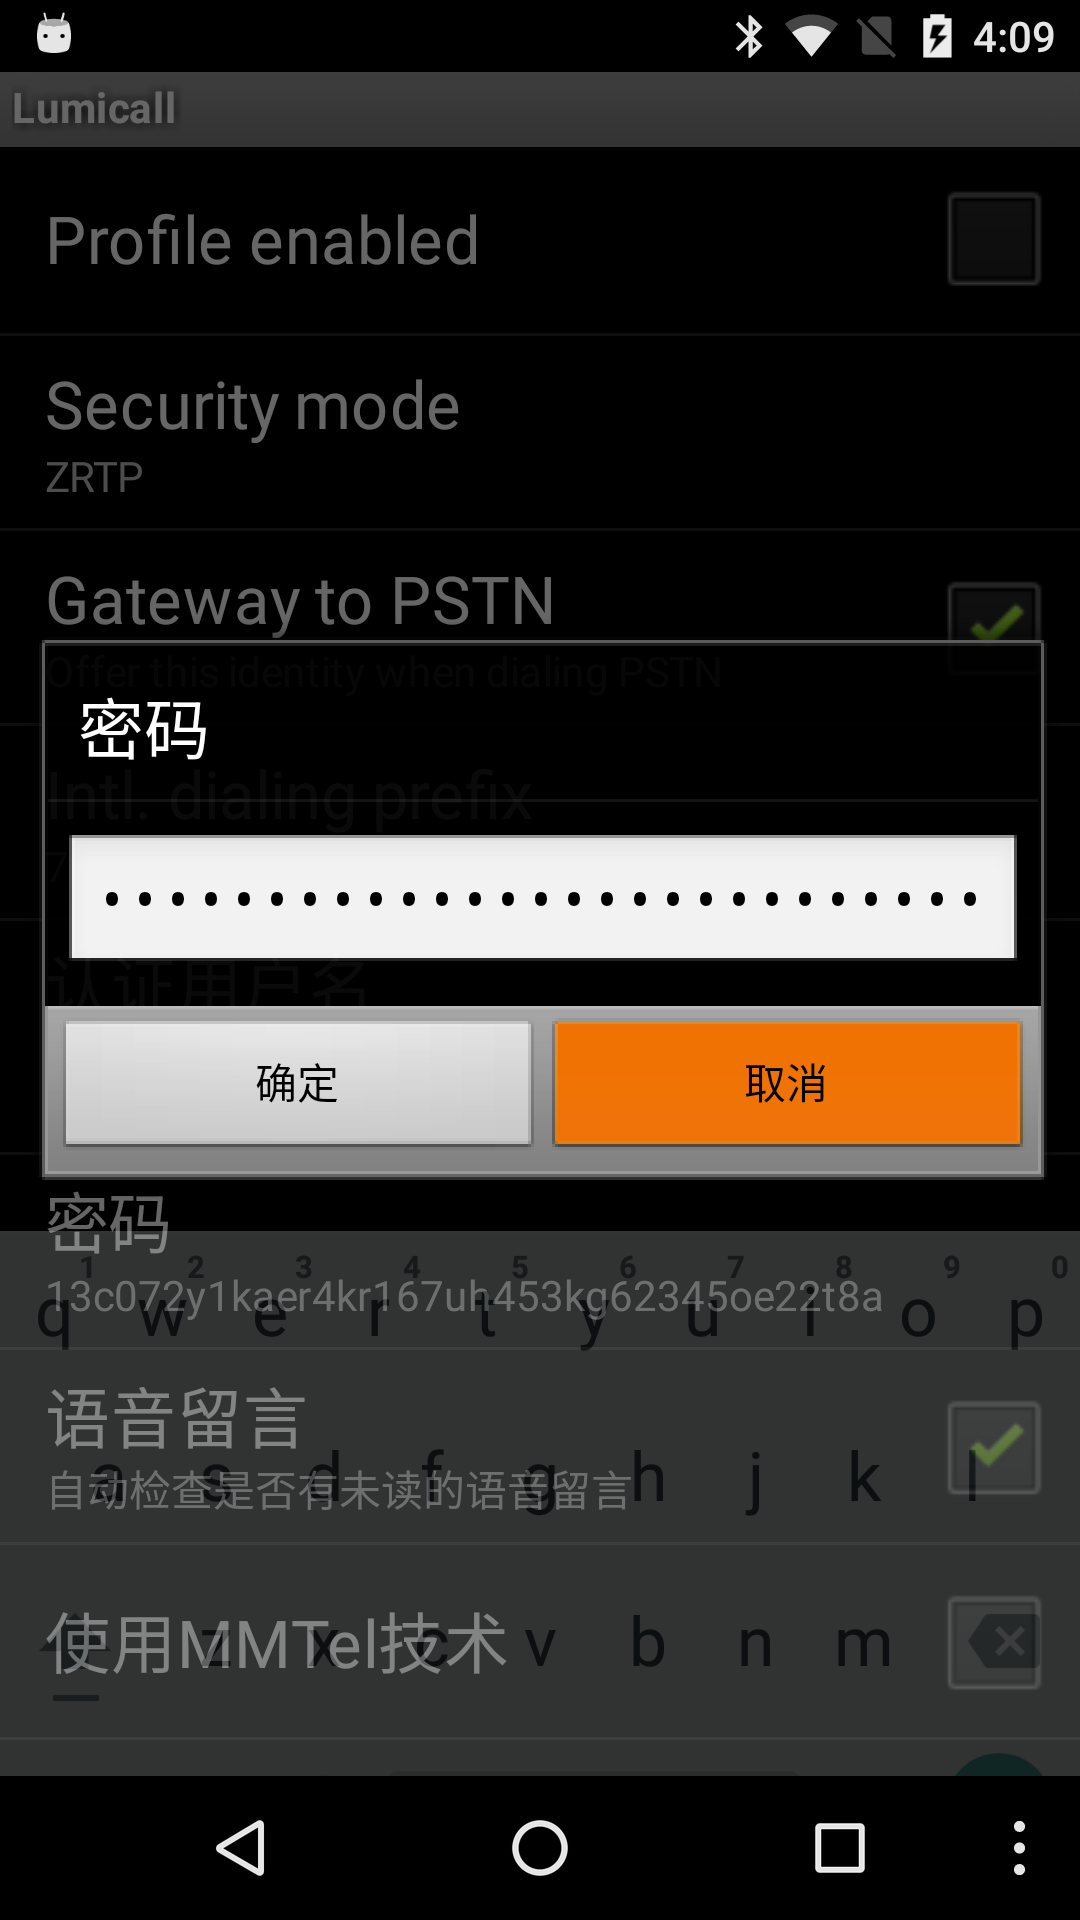 4:09
Lumicall
Profile enabled
Security mode
ZRTP
Gateway to PSTN
Offer this identity when dialing PSTN
密码
Intl. dialing prefix
7
认证用户名
确定
取消
密码
1 2 3 4 5 6 7 8 9 0
13c072y1kaer4kr167uh453kg62345oe22t8a
q w e r t y u i o p
语音留言
a s d f g h j k l
自动检查是否有未读的语音留言
使用MMTel技术
z x c v b n m